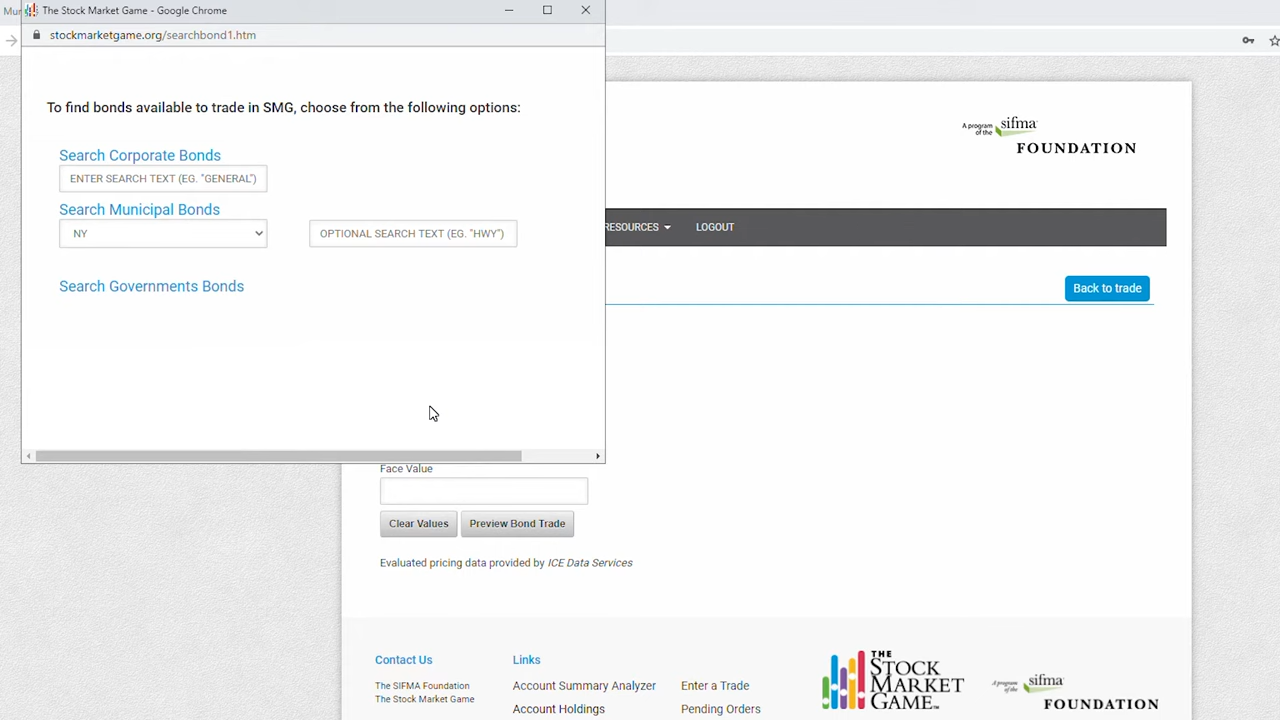 Mu
The Stock Market Game - Google Chrome
stockmarketgame.org/searchbond1.htm
To find bonds available to trade in SMG, choose from the following options:
Search Corporate Bonds
ENTER SEARCH TEXT (EG. "GENERAL")
Search Municipal Bonds
NY
OPTIONAL SEARCH TEXT (EG. "HWY")
Search Governments Bonds
A program of the sifma
FOUNDATION
RESOURCES
LOGOUT
Back to trade
Face Value
Clear Values
Preview Bond Trade
Evaluated pricing data provided by ICE Data Services
Contact Us
The SIFMA Foundation
The Stock Market Game
Links
Account Summary Analyzer
Account Holdings
Enter a Trade
Pending Orders
THE
STOCK
MARKET
GAME™
A program of the sifma
FOUNDATION